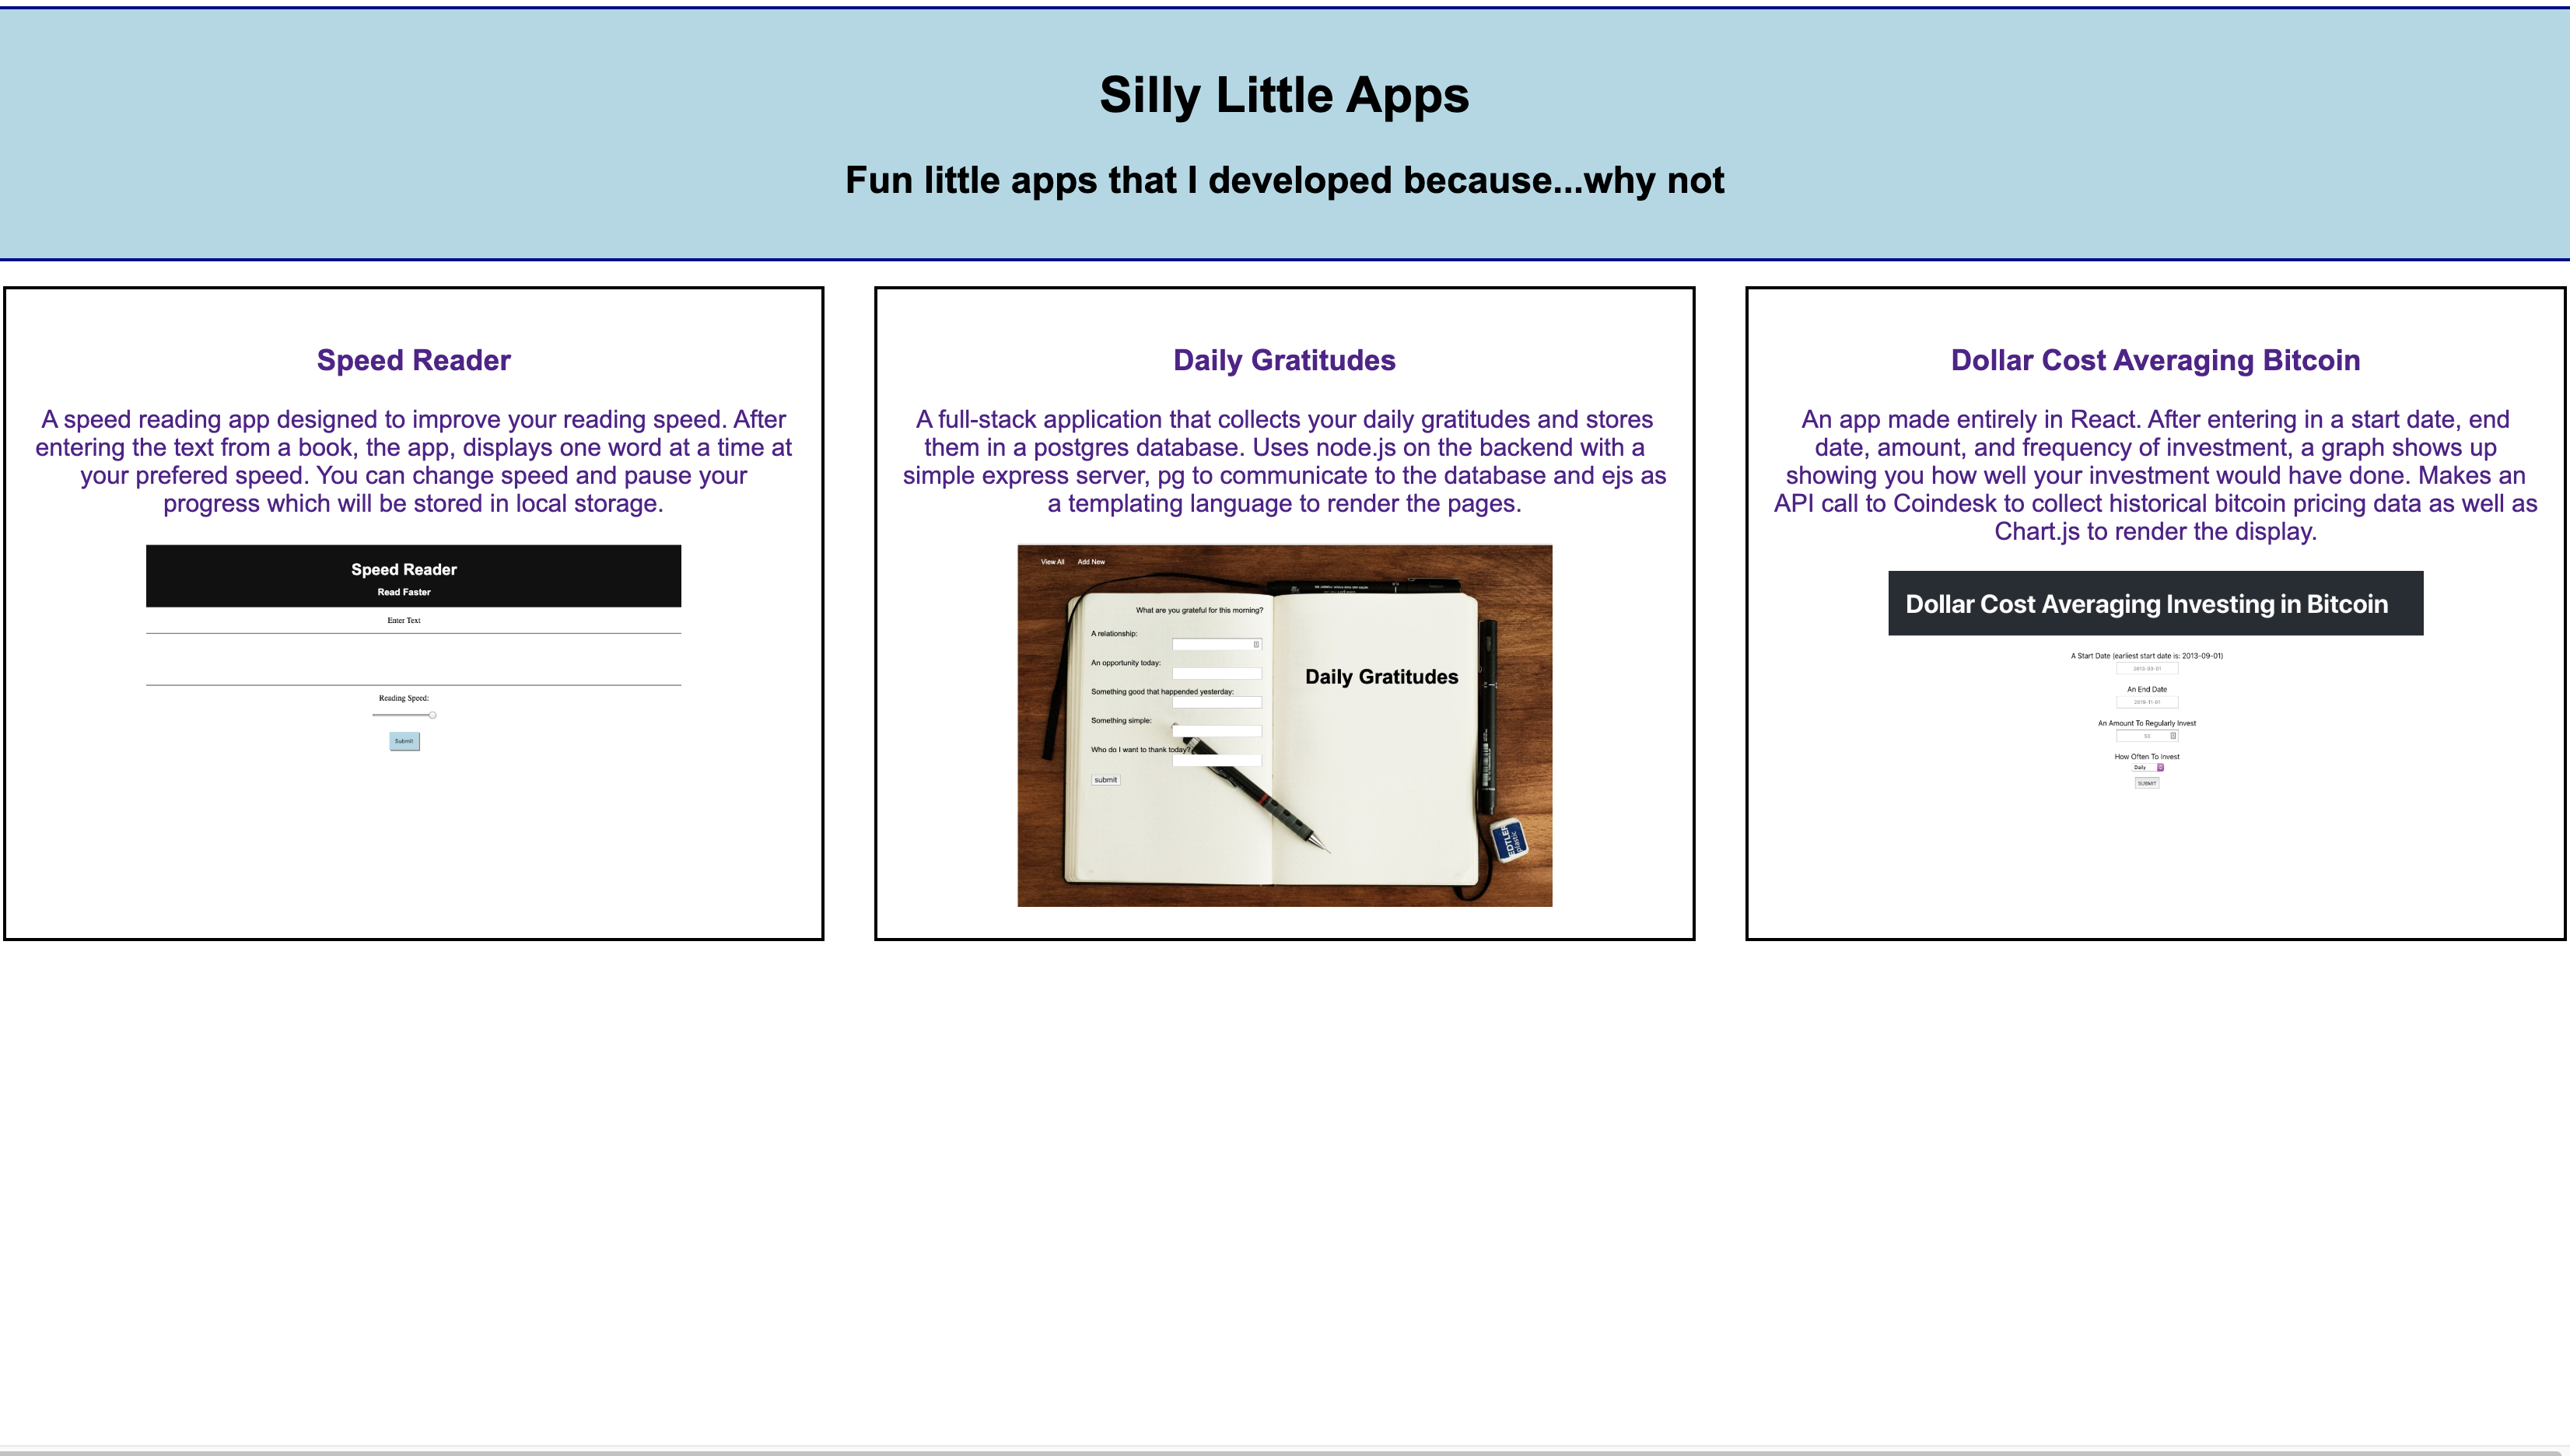 Silly Little Apps
Fun little apps that I developed because...why not
Speed Reader
A speed reading app designed to improve your reading speed. After
entering the text from a book, the app, displays one word at a time at
your prefered speed. You can change speed and pause your
progress which will be stored in local storage.
Speed Reader
Read Faster
Enter Text
Reading Speed:
Submit
Daily Gratitudes
A full-stack application that collects your daily gratitudes and stores
them in a postgres database. Uses node.js on the backend with a
simple express server, pg to communicate to the database and ejs as
a templating language to render the pages.
View All Add New
What are you grateful for this morning?
A relationship:
An opportunity today:
Something good that happended yesterday:
Something simple:
Who do I want to thank today?
submit
Daily Gratitudes
Dollar Cost Averaging Bitcoin
An app made entirely in React. After entering in a start date, end
date, amount, and frequency of investment, a graph shows up
showing you how well your investment would have done. Makes an
API call to Coindesk to collect historical bitcoin pricing data as well as
Chart.js to render the display.
Dollar Cost Averaging Investing in Bitcoin
A Start Date (earliest start date is: 2013-09-01)
An End Date
2019-11-01
An Amount To Regularly Invest
50
How Often To Invest
Daily
SUBMIT